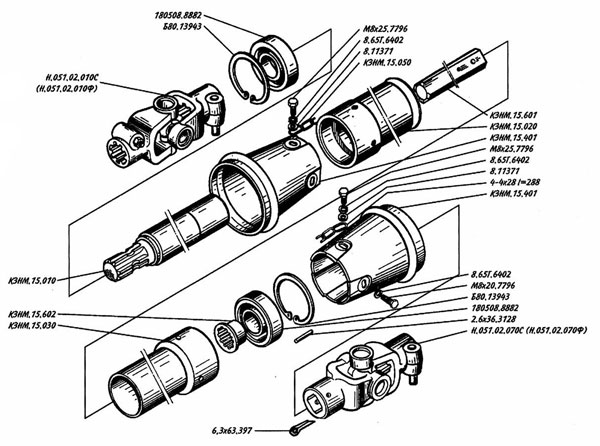 180508,8882
Б80,13943
М8х25,7796
8,65Г,6402
8,11371
КЗНМ,15,050
Н,051,02,010С
(Н,051,02,010Ф)
КЗНМ,15,601
КЗНМ,15,020
КЗНМ,15,401
М8х25,7796
8,65Г,6402
8,11371
4-4х28 l=288
КЗНМ,15,401
КЗНМ,15,010
8,65Г,6402
М8х20,7796
Б80,13943
180508,8882
2,6х36,3128
Н,051,02,070С (Н,051,02,070Ф)
КЗНМ,15,602
КЗНМ,15,030
6,3х63,397